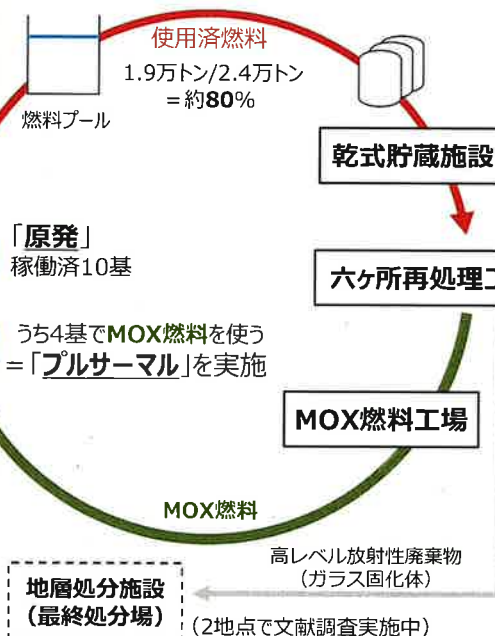 使用済燃料
1.9万トン/2.4万トン
＝約80%
燃料プール
乾式貯蔵施設
「原発」
稼働済10基
六ヶ所再処理
うち4基でMOX燃料を使う
＝「プルサーマル」を実施
MOX燃料工場
MOX燃料
高レベル放射性廃棄物
（ガラス固化体）
地層処分施設
（最終処分場）
（2地点で文献調査実施中）